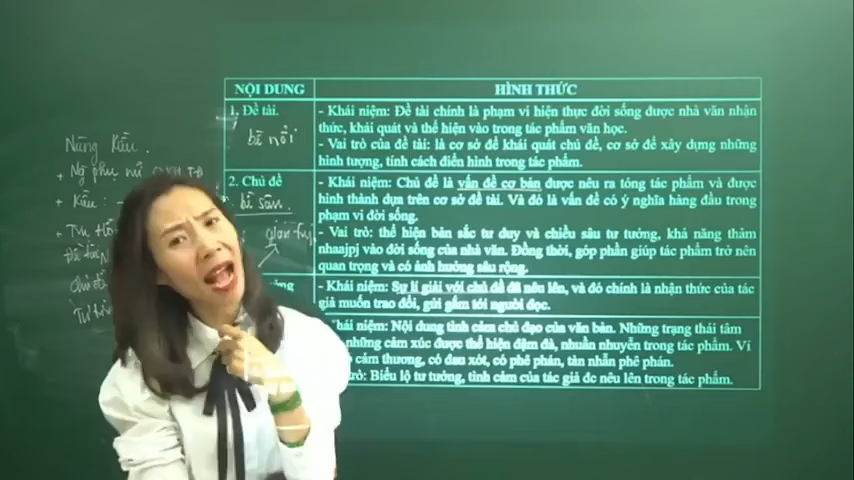 NỘI DUNG
HÌNH THỨC
1. Đề tài.
bề nổi
- Khái niệm: Đề tài chính là phạm vi hiện thực đời sống được nhà văn nhận
thức, khái quát và thể hiện vào trong tác phẩm văn học.
- Vai trò của đề tài: là cơ sở để khái quát chủ đề, cơ sở để xây dựng những
hình tượng, tính cách điển hình trong tác phẩm.
2. Chủ đề
bề sâu
- Khái niệm: Chủ đề là vấn đề cơ bản được nêu ra tỏng tác phẩm và được
hình thành dựa trên cơ sở đề tài. Và đó là vấn đề có ý nghĩa hàng đầu trong
phạm vi đời sống.
- Vai trò: thể hiện bản sắc tư duy và chiều sâu tư tưởng, khả năng thâm
nhaajpj vào đời sống của nhà văn. Đồng thời, góp phần giúp tác phẩm trở nên
quan trọng và có ảnh hưởng sâu rộng.
- Khái niệm: Sự lí giải với chủ đề đã nêu lên, và đó chính là nhận thức của tác
giả muốn trao đổi, gửi gắm tới người đọc.
hái niệm: Nội dung tình cảm chủ đạo của văn bản. Những trạng thái tâm
những cảm xúc được thể hiện đậm đà, nhuần nhuyễn trong tác phẩm. Ví
cảm thương, có đau xót, có phê phán, tàn nhẫn phê phán.
trò: Biểu lộ tư tưởng, tình cảm của tác giả đc nêu lên trong tác phẩm.
Nàng Kiều.
+ Ng phụ nữ
+ Kiều: -